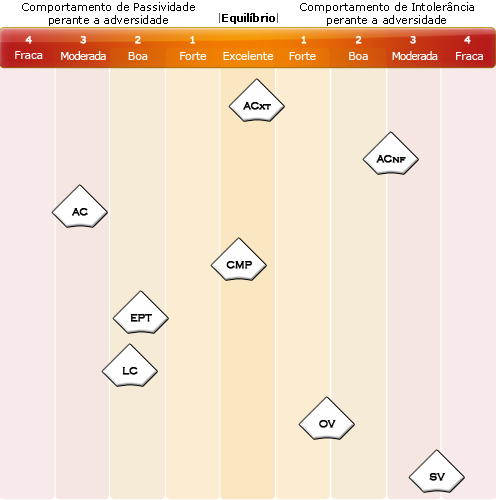 Comportamento de Passividade
perante a adversidade
|Equilíbrio|
Comportamento de Intolerância
perante a adversidade
4 3 2 1 1 2 3 4
Fraca Moderada Boa Forte Excelente Forte Boa Moderada Fraca
ACXT
ACNF
AC
CMP
EPT
LC
OV
SV